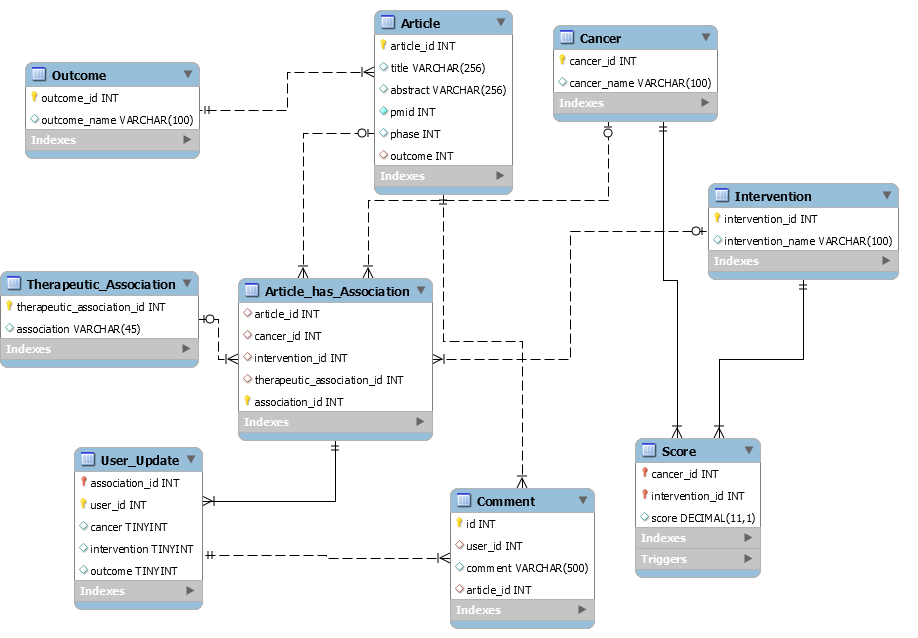 Outcome
outcome_id INT
outcome_name VARCHAR(100)
Indexes
Article
article_id INT
title VARCHAR(256)
abstract VARCHAR(256)
pmid INT
phase INT
outcome INT
Indexes
Cancer
cancer_id INT
cancer_name VARCHAR(100)
Indexes
Intervention
intervention_id INT
intervention_name VARCHAR(100)
Indexes
Therapeutic_Association
therapeutic_association_id INT
association VARCHAR(45)
Indexes
Article_has_Association
article_id INT
cancer_id INT
intervention_id INT
therapeutic_association_id INT
association_id INT
Indexes
User_Update
association_id INT
user_id INT
cancer TINYINT
intervention TINYINT
outcome TINYINT
Indexes
Comment
id INT
user_id INT
comment VARCHAR(500)
article_id INT
Indexes
Score
cancer_id INT
intervention_id INT
score DECIMAL(11,1)
Indexes
Triggers